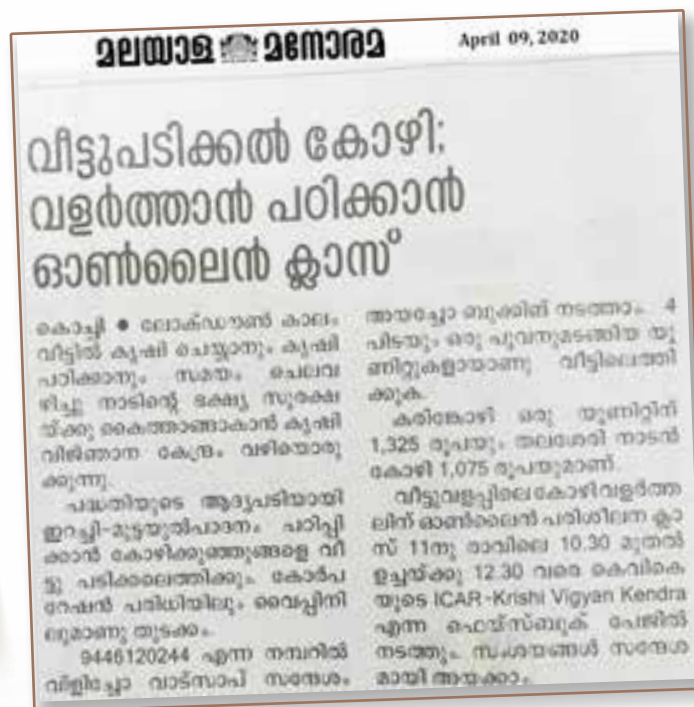 മലയാള മനോരമ
April 09, 2020
വീട്ടുപടിക്കൽ കോഴി;
വളർത്താൻ പഠിക്കാൻ
ഓൺലൈൻ ക്ലാസ്
കൊച്ചി ● ലോക്ഡൗൺ കാലം
വീട്ടിൽ കൃഷി ചെയ്യാനും കൃഷി
പഠിക്കാനും സമയം ചെലവ
ഴിച്ചു നാടിന്റെ ഭക്ഷ്യ സുരക്ഷ
യ്ക്കു കൈത്താങ്ങാകാൻ കൃഷി
വിജ്ഞാന കേന്ദ്രം വഴിയൊരു
ക്കുന്നു.
പദ്ധതിയുടെ ആദ്യപടിയായി
ഇറച്ചി-മുട്ടയുൽപാദനം പഠിപ്പി
ക്കാൻ കോഴിക്കുഞ്ഞുങ്ങളെ വീ
ട്ടു പടിക്കലെത്തിക്കും. കോർപ
റേഷൻ പരിധിയിലും വൈപ്പിനി
ലുമാണു തുടക്കം.
9446120244 എന്ന നമ്പറിൽ
വിളിച്ചോ വാട്സാപ് സന്ദേശം
അയച്ചോ ബുക്കിങ് നടത്താം. 4
പിടയും ഒരു പൂവനുമടങ്ങിയ യൂ
ണിറ്റുകളായാണു വീട്ടിലെത്തി
ക്കുക.
കരിങ്കോഴി ഒരു യൂണിറ്റിന്
1,325 രൂപയും തലശേരി നാടൻ
കോഴി 1,075 രൂപയുമാണ്.
വീട്ടുവളപ്പിലെ കോഴിവളർത്ത
ലിന് ഓൺലൈൻ പരിശീലന ക്ലാ
സ് 11നു രാവിലെ 10.30 മുതൽ
ഉച്ചയ്ക്കു 12.30 വരെ കെവികെ
യുടെ ICAR-Krishi Vigyan Kendra
എന്ന ഫെയ്സ്ബുക് പേജിൽ
നടത്തും. സംശയങ്ങൾ സന്ദേശ
മായി അയക്കാം.